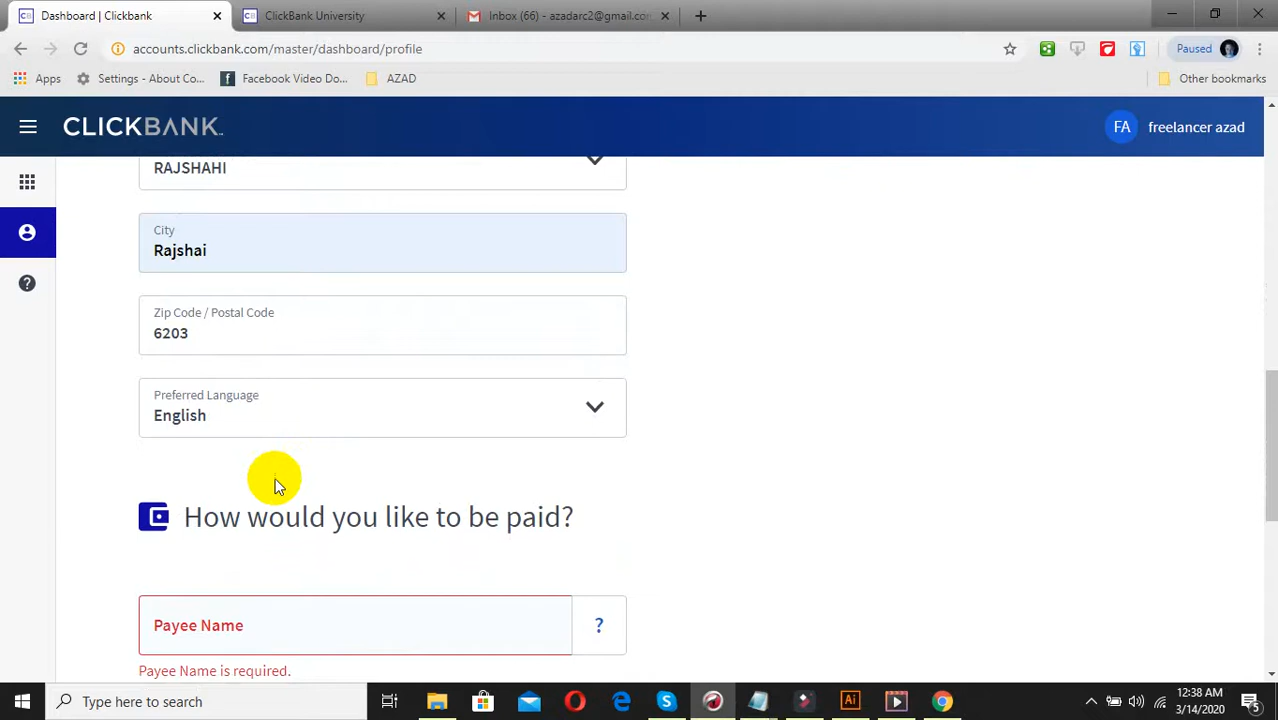 Dashboard | Clickbank
ClickBank University
Inbox (66) - azadarc2@gmail.com
accounts.clickbank.com/master/dashboard/profile
Paused
Apps
Settings - About Co...
Facebook Video Do...
AZAD
Other bookmarks
CLICKBANK
FA
freelancer azad
RAJSHAHI
City
Rajshai
Zip Code / Postal Code
6203
Preferred Language
English
How would you like to be paid?
Payee Name
?
Payee Name is required.
Type here to search
12:38 AM
3/14/2020
5